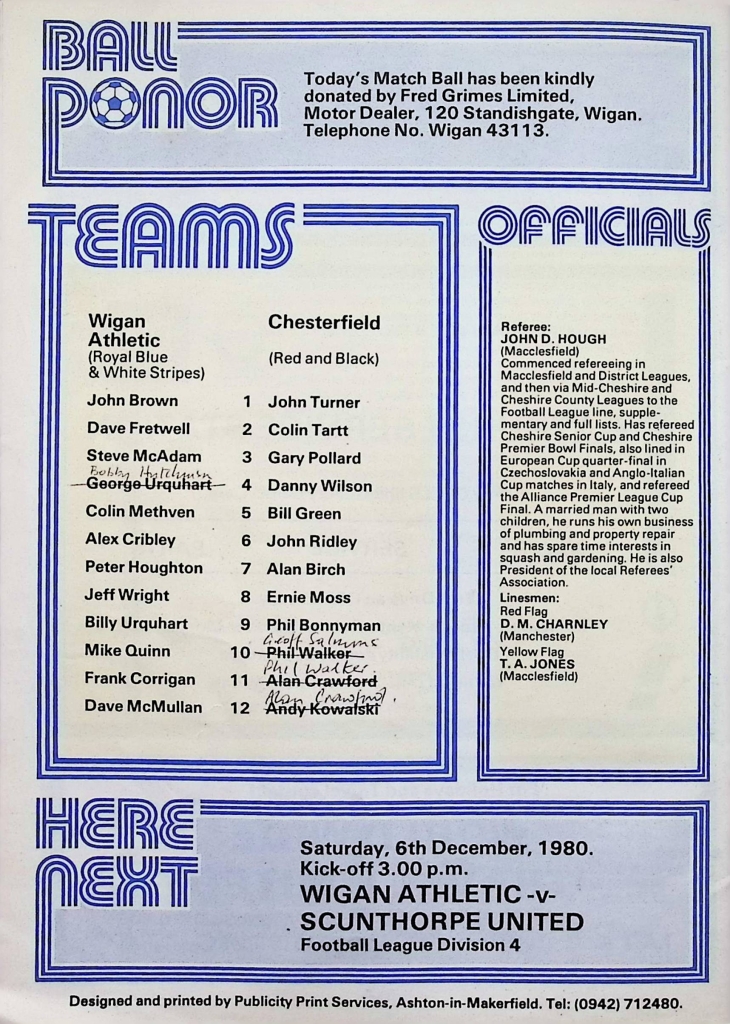 BALL
DONOR
Today's Match Ball has been kindly
donated by Fred Grimes Limited,
Motor Dealer, 120 Standishgate, Wigan.
Telephone No. Wigan 43113.
TEAMS
Wigan
Athletic
(Royal Blue
& White Stripes)
Chesterfield
(Red and Black)
John Brown 1 John Turner
Dave Fretwell 2 Colin Tartt
Steve McAdam 3 Gary Pollard
Bobby Hutchinson
George Urquhart 4 Danny Wilson
Colin Methven 5 Bill Green
Alex Cribley 6 John Ridley
Peter Houghton 7 Alan Birch
Jeff Wright 8 Ernie Moss
Billy Urquhart 9 Phil Bonnyman
Geoff Salmons
Mike Quinn 10 Phil Walker
Phil Walker.
Frank Corrigan 11 Alan Crawford
Alan Crawford.
Dave McMullan 12 Andy Kowalski
OFFICIALS
Referee:
JOHN D. HOUGH
(Macclesfield)
Commenced refereeing in
Macclesfield and District Leagues,
and then via Mid-Cheshire and
Cheshire County Leagues to the
Football League line, supple-
mentary and full lists. Has refereed
Cheshire Senior Cup and Cheshire
Premier Bowl Finals, also lined in
European Cup quarter-final in
Czechoslovakia and Anglo-Italian
Cup matches in Italy, and refereed
the Alliance Premier League Cup
Final. A married man with two
children, he runs his own business
of plumbing and property repair
and has spare time interests in
squash and gardening. He is also
President of the local Referees'
Association.
Linesmen:
Red Flag
D. M. CHARNLEY
(Manchester)
Yellow Flag
T. A. JONES
(Macclesfield)
HERE
NEXT
Saturday, 6th December, 1980.
Kick-off 3.00 p.m.
WIGAN ATHLETIC -v-
SCUNTHORPE UNITED
Football League Division 4
Designed and printed by Publicity Print Services, Ashton-in-Makerfield. Tel: (0942) 712480.